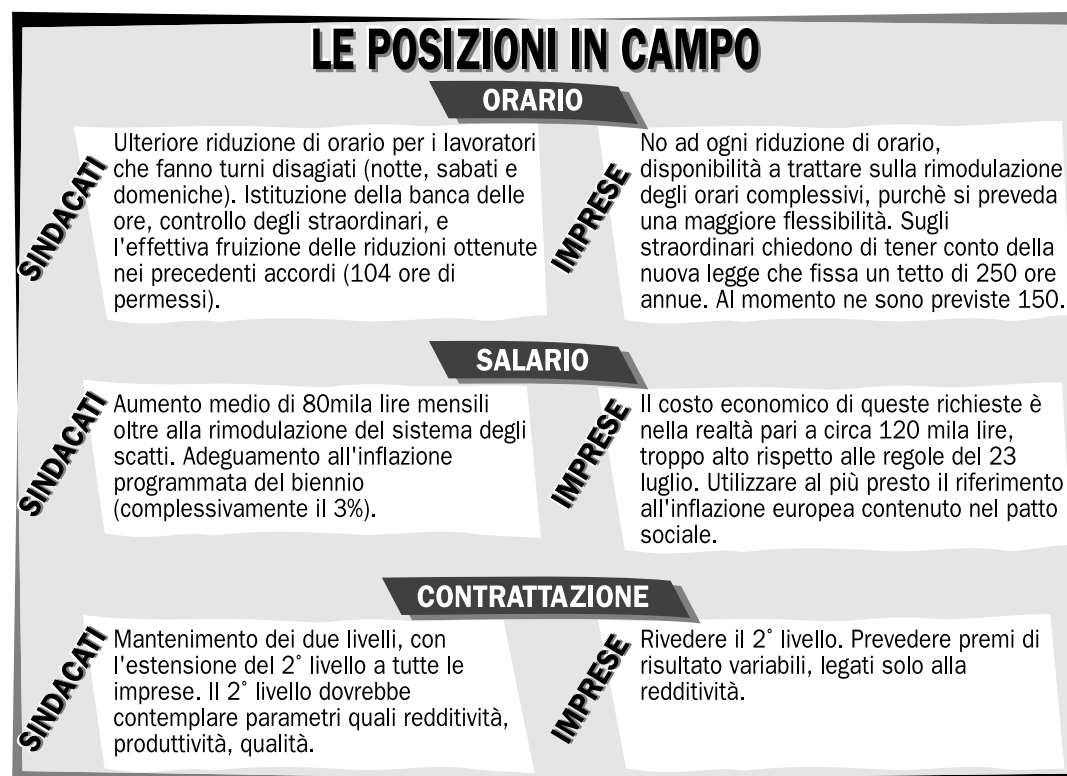 LE POSIZIONI IN CAMPO
ORARIO
SINDACATI
Ulteriore riduzione di orario per i lavoratori
che fanno turni disagiati (notte, sabati e
domeniche). Istituzione della banca delle
ore, controllo degli straordinari, e
l'effettiva fruizione delle riduzioni ottenute
nei precedenti accordi (104 ore di
permessi).
IMPRESE
No ad ogni riduzione di orario,
disponibilità a trattare sulla rimodulazione
degli orari complessivi, purchè si preveda
una maggiore flessibilità. Sugli
straordinari chiedono di tener conto della
nuova legge che fissa un tetto di 250 ore
annue. Al momento ne sono previste 150.
SALARIO
SINDACATI
Aumento medio di 80mila lire mensili
oltre alla rimodulazione del sistema degli
scatti. Adeguamento all'inflazione
programmata del biennio
(complessivamente il 3%).
IMPRESE
Il costo economico di queste richieste è
nella realtà pari a circa 120 mila lire,
troppo alto rispetto alle regole del 23
luglio. Utilizzare al più presto il riferimento
all'inflazione europea contenuto nel patto
sociale.
CONTRATTAZIONE
SINDACATI
Mantenimento dei due livelli, con
l'estensione del 2° livello a tutte le
imprese. Il 2° livello dovrebbe
contemplare parametri quali redditività,
produttività, qualità.
IMPRESE
Rivedere il 2° livello. Prevedere premi di
risultato variabili, legati solo alla
redditività.